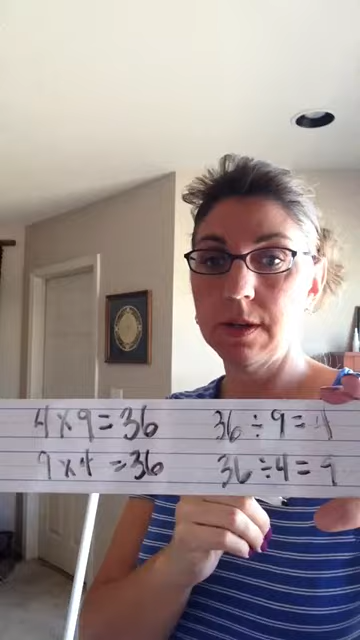 4 x 9 = 36 36 ÷ 9 = 4
9 x 4 = 36 36 ÷ 4 = 9